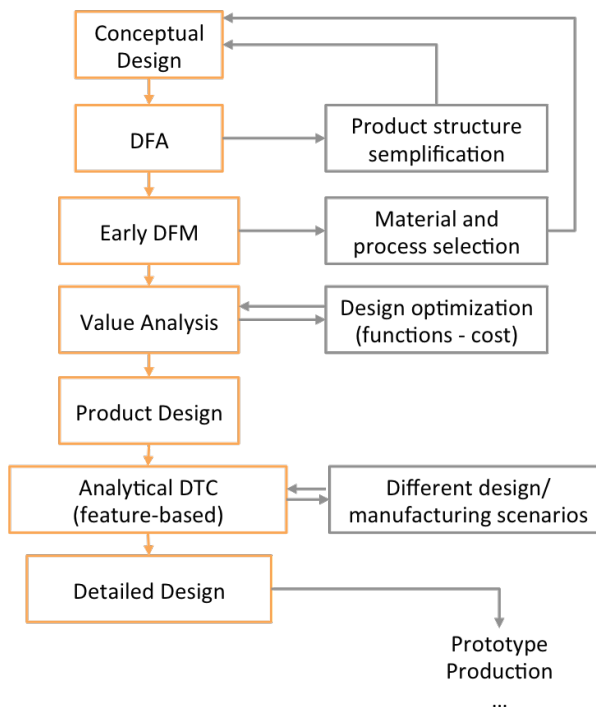 Conceptual
Design
DFA
Product structure
semplification
Early DFM
Material and
process selection
Value Analysis
Design optimization
(functions - cost)
Product Design
Analytical DTC
(feature-based)
Different design/
manufacturing scenarios
Detailed Design
Prototype
Production
...